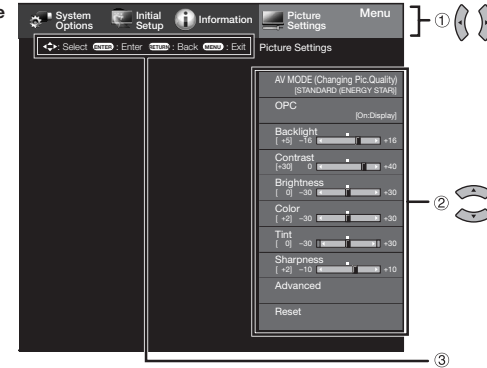 e
System Options
Initial Setup
Information
Picture Settings
Menu
①
: Select ENTER : Enter RETURN : Back MENU : Exit
Picture Settings
AV MODE (Changing Pic.Quality)
[STANDARD (ENERGY STAR)]
OPC
[On:Display]
Backlight
[ +5] −16 +16
Contrast
[+30] 0 +40
Brightness
[ 0] −30 +30
Color
[ +2] −30 +30
Tint
[ 0] −30 +30
Sharpness
[ +2] −10 +10
Advanced
Reset
②
③